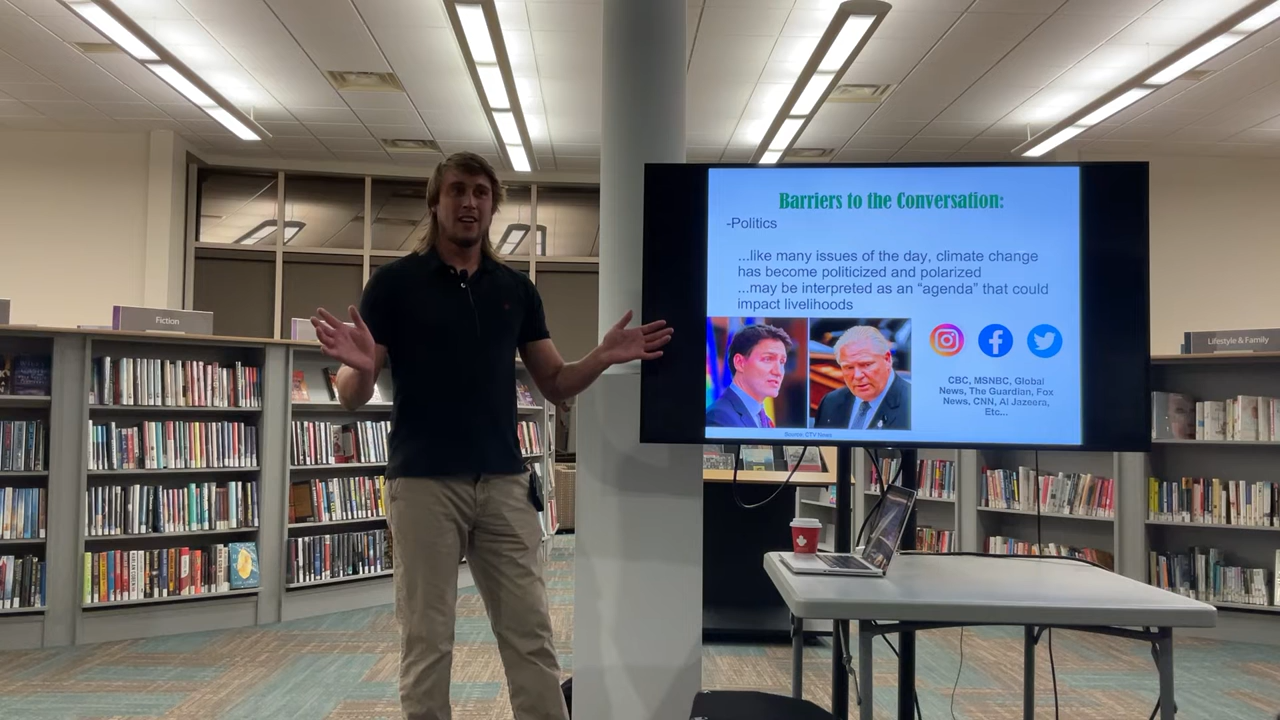 Barriers to the Conversation:
-Politics
...like many issues of the day, climate change
has become politicized and polarized
...may be interpreted as an “agenda” that could
impact livelihoods
CBC, MSNBC, Global
News, The Guardian, Fox
News, CNN, Al Jazeera,
Etc...
Source: CTV News
Fiction
Lifestyle & Family